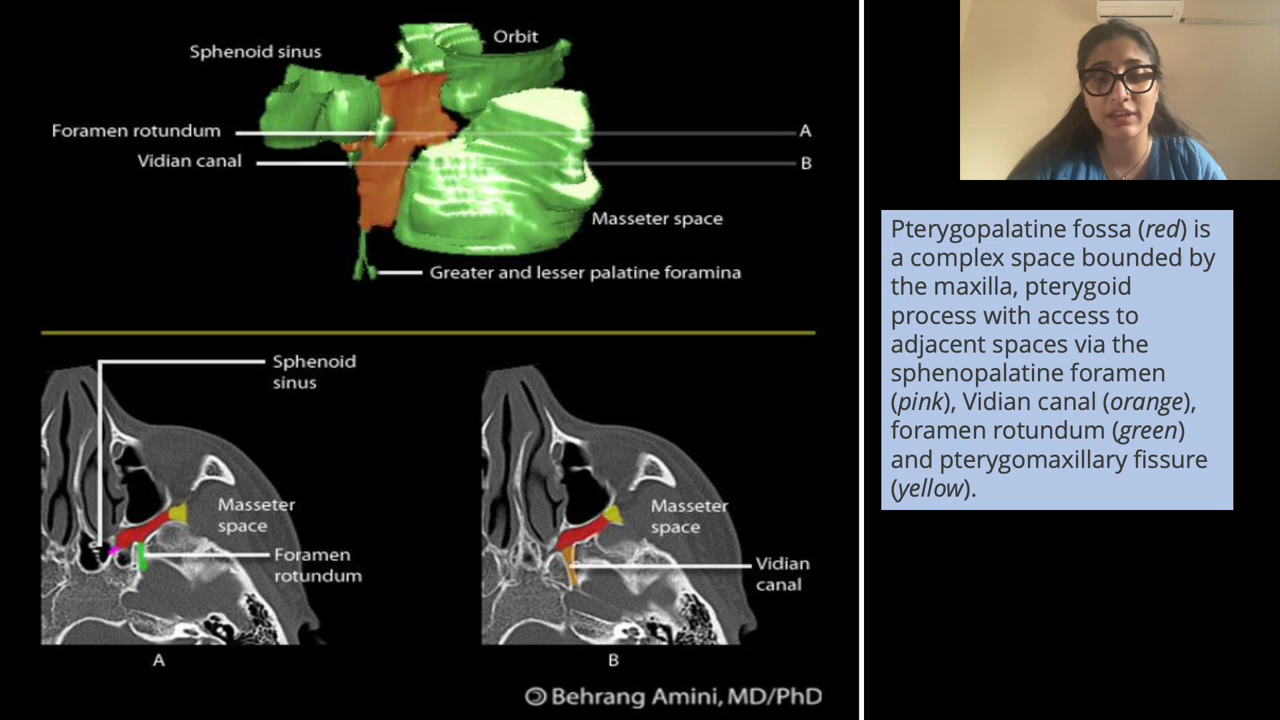 Sphenoid sinus
Orbit
Foramen rotundum
A
Vidian canal
B
Masseter space
Greater and lesser palatine foramina
Sphenoid
sinus
Masseter
space
Foramen
rotundum
A
Masseter
space
Vidian
canal
B
© Behrang Amini, MD/PhD
Pterygopalatine fossa (red) is
a complex space bounded by
the maxilla, pterygoid
process with access to
adjacent spaces via the
sphenopalatine foramen
(pink), Vidian canal (orange),
foramen rotundum (green)
and pterygomaxillary fissure
(yellow).